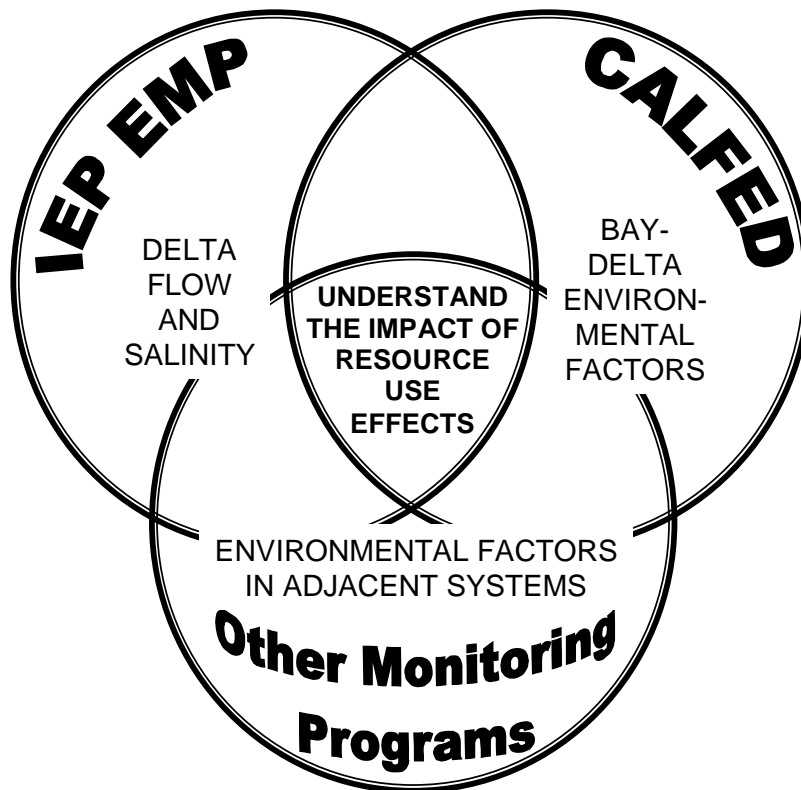 IEP EMP
CALFED
DELTA
FLOW
AND
SALINITY
UNDERSTAND
THE IMPACT OF
RESOURCE
USE
EFFECTS
BAY-
DELTA
ENVIRON-
MENTAL
FACTORS
ENVIRONMENTAL FACTORS
IN ADJACENT SYSTEMS
Other Monitoring
Programs